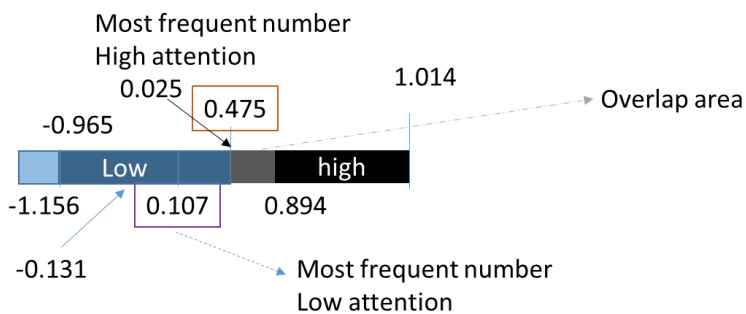 Most frequent number
High attention
0.025
0.475
1.014
Overlap area
-0.965
Low
high
-1.156
0.107
0.894
-0.131
Most frequent number
Low attention